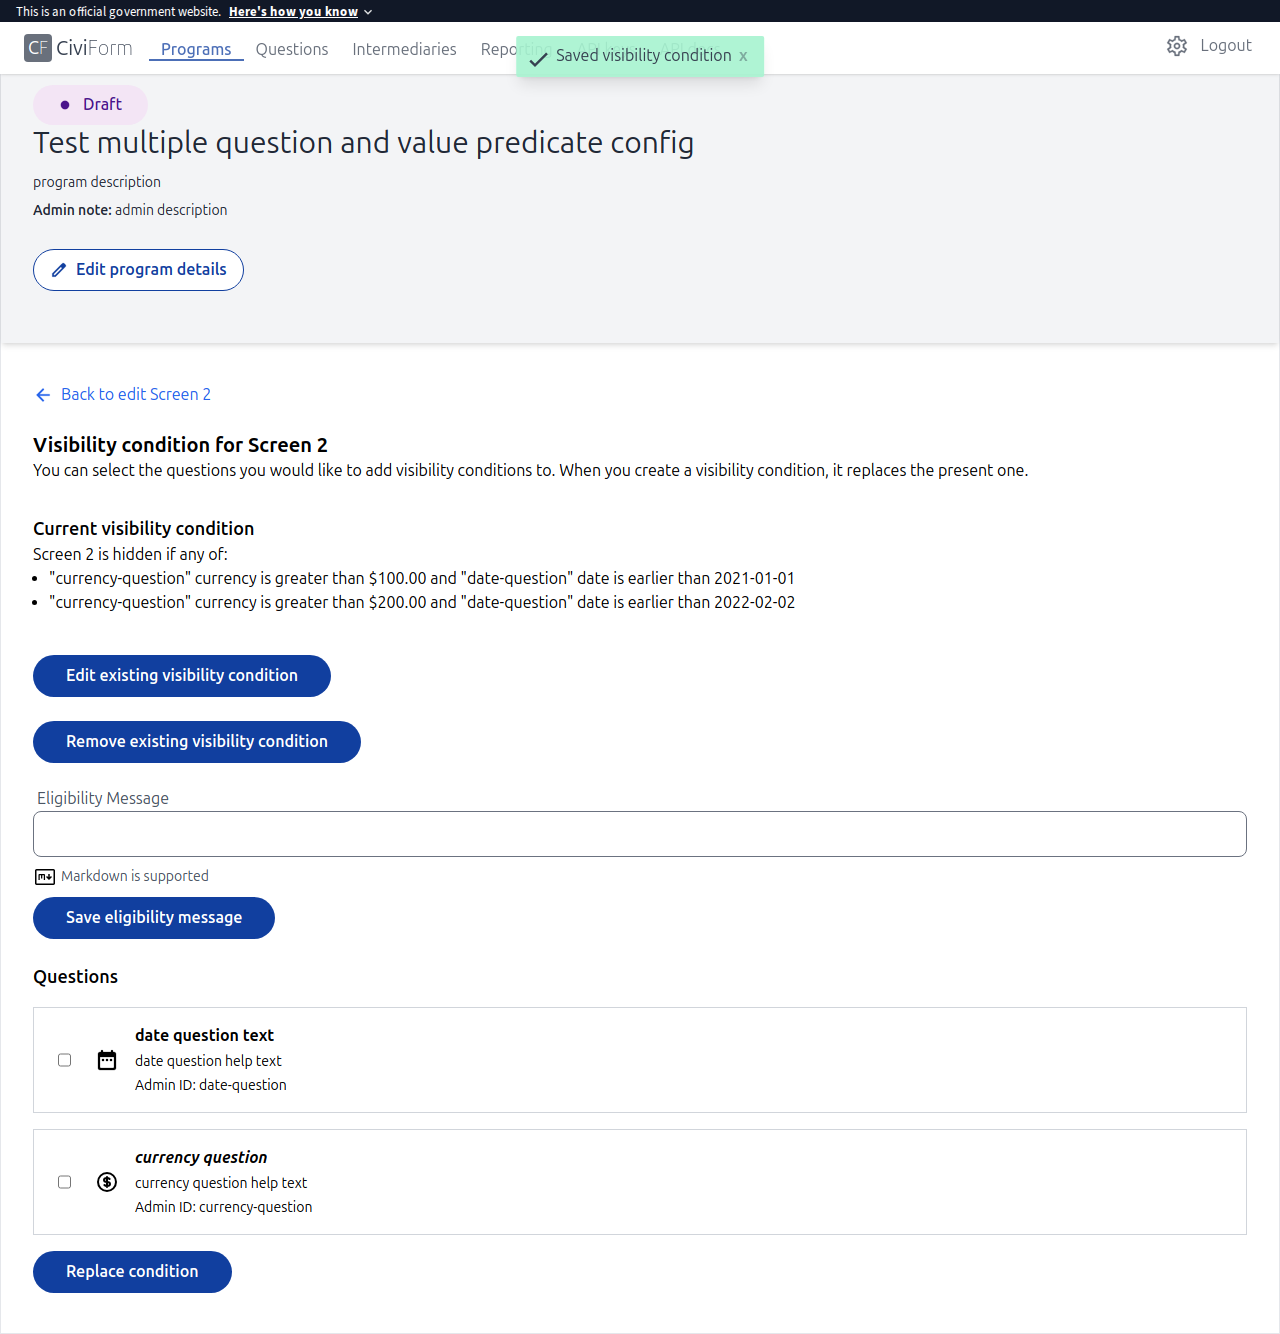 This is an official government website. Here's how you know
CF CiviForm Programs Questions Intermediaries Reporting Logout
Saved visibility condition x
Draft
Test multiple question and value predicate config
program description
Admin note: admin description
Edit program details
Back to edit Screen 2
Visibility condition for Screen 2
You can select the questions you would like to add visibility conditions to. When you create a visibility condition, it replaces the present one.
Current visibility condition
Screen 2 is hidden if any of:
"currency-question" currency is greater than $100.00 and "date-question" date is earlier than 2021-01-01
"currency-question" currency is greater than $200.00 and "date-question" date is earlier than 2022-02-02
Edit existing visibility condition
Remove existing visibility condition
Eligibility Message
Markdown is supported
Save eligibility message
Questions
date question text
date question help text
Admin ID: date-question
currency question
currency question help text
Admin ID: currency-question
Replace condition